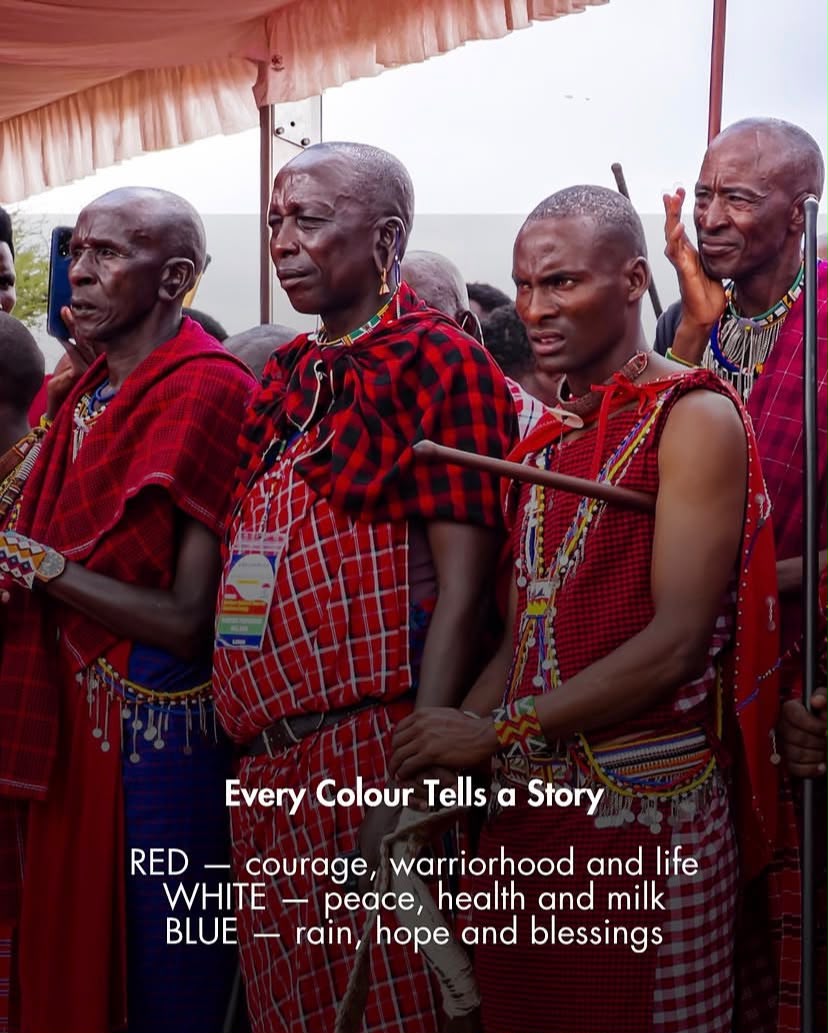 Every Colour Tells a Story
RED — courage, warriorhood and life
WHITE — peace, health and milk
BLUE — rain, hope and blessings